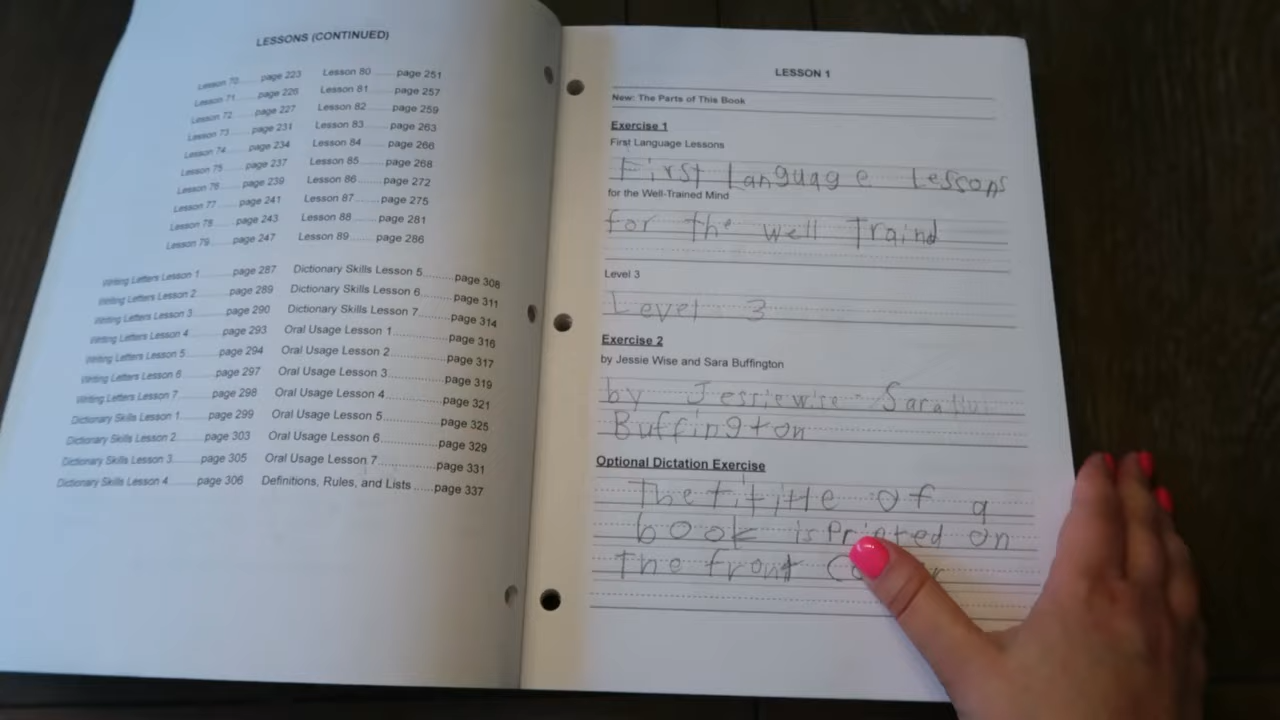 LESSONS (CONTINUED)
Lesson 70 ....... page 223 Lesson 80 ....... page 251
Lesson 71 ....... page 226 Lesson 81 ....... page 257
Lesson 72 ....... page 227 Lesson 82 ....... page 259
Lesson 73 ....... page 231 Lesson 83 ....... page 263
Lesson 74 ....... page 234 Lesson 84 ....... page 266
Lesson 75 ....... page 237 Lesson 85 ....... page 268
Lesson 76 ....... page 239 Lesson 86 ....... page 272
Lesson 77 ....... page 241 Lesson 87 ....... page 275
Lesson 78 ....... page 243 Lesson 88 ....... page 281
Lesson 79 ....... page 247 Lesson 89 ....... page 286
Writing Letters Lesson 1 ........ page 287 Dictionary Skills Lesson 5 ........ page 308
Writing Letters Lesson 2 ........ page 289 Dictionary Skills Lesson 6 ........ page 311
Writing Letters Lesson 3 ........ page 290 Dictionary Skills Lesson 7 ........ page 314
Writing Letters Lesson 4 ........ page 293 Oral Usage Lesson 1 ............... page 316
Writing Letters Lesson 5 ........ page 294 Oral Usage Lesson 2 ............... page 317
Writing Letters Lesson 6 ........ page 297 Oral Usage Lesson 3 ............... page 319
Writing Letters Lesson 7 ........ page 298 Oral Usage Lesson 4 ............... page 321
Dictionary Skills Lesson 1 ...... page 299 Oral Usage Lesson 5 ............... page 325
Dictionary Skills Lesson 2 ...... page 303 Oral Usage Lesson 6 ............... page 329
Dictionary Skills Lesson 3 ...... page 305 Oral Usage Lesson 7 ............... page 331
Dictionary Skills Lesson 4 ...... page 306 Definitions, Rules, and Lists ...... page 337
LESSON 1
New: The Parts of This Book
Exercise 1
First Language Lessons
First Language Lessons
for the Well-Trained Mind
for the well Traind
Level 3
Level 3
Exercise 2
by Jessie Wise and Sara Buffington
by Jessiewise Sara
Buffington
Optional Dictation Exercise
The of a
book is Printed on
The front